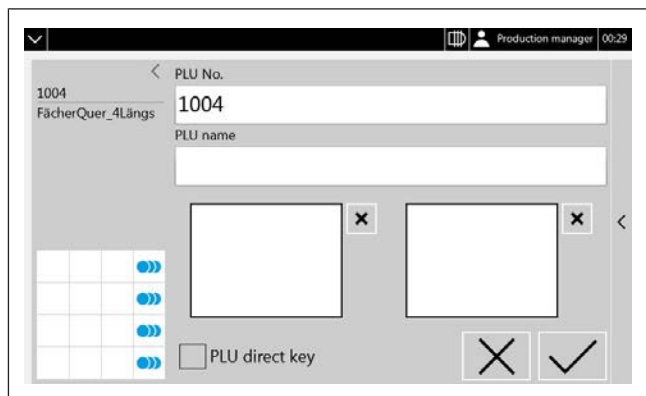 Production manager 00:29
PLU No.
1004
FächerQuer_4Längs
1004
PLU name
PLU direct key